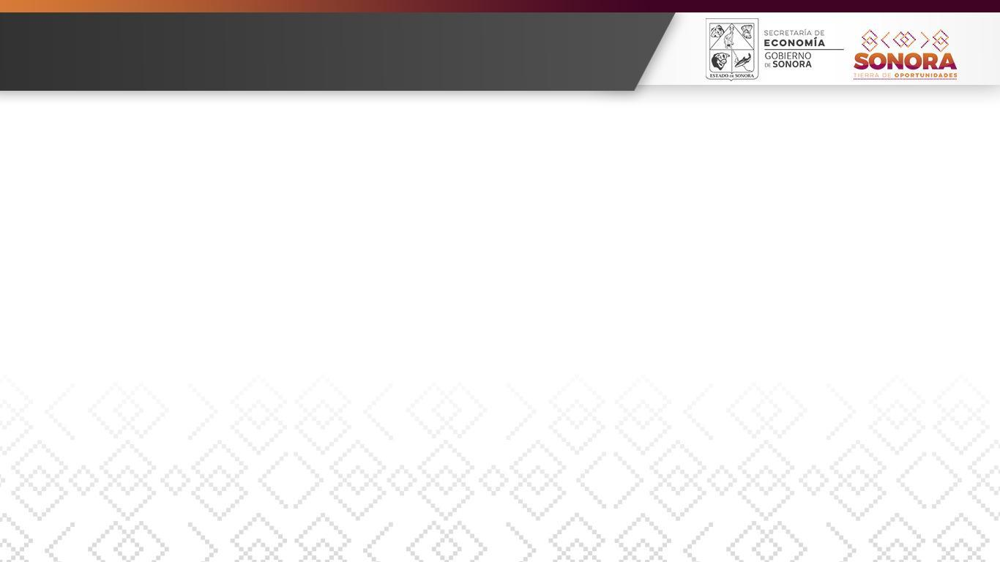 SECRETARÍA DE
ECONOMÍA
GOBIERNO
DE SONORA
ESTADO DE SONORA
SONORA
TIERRA DE OPORTUNIDADES